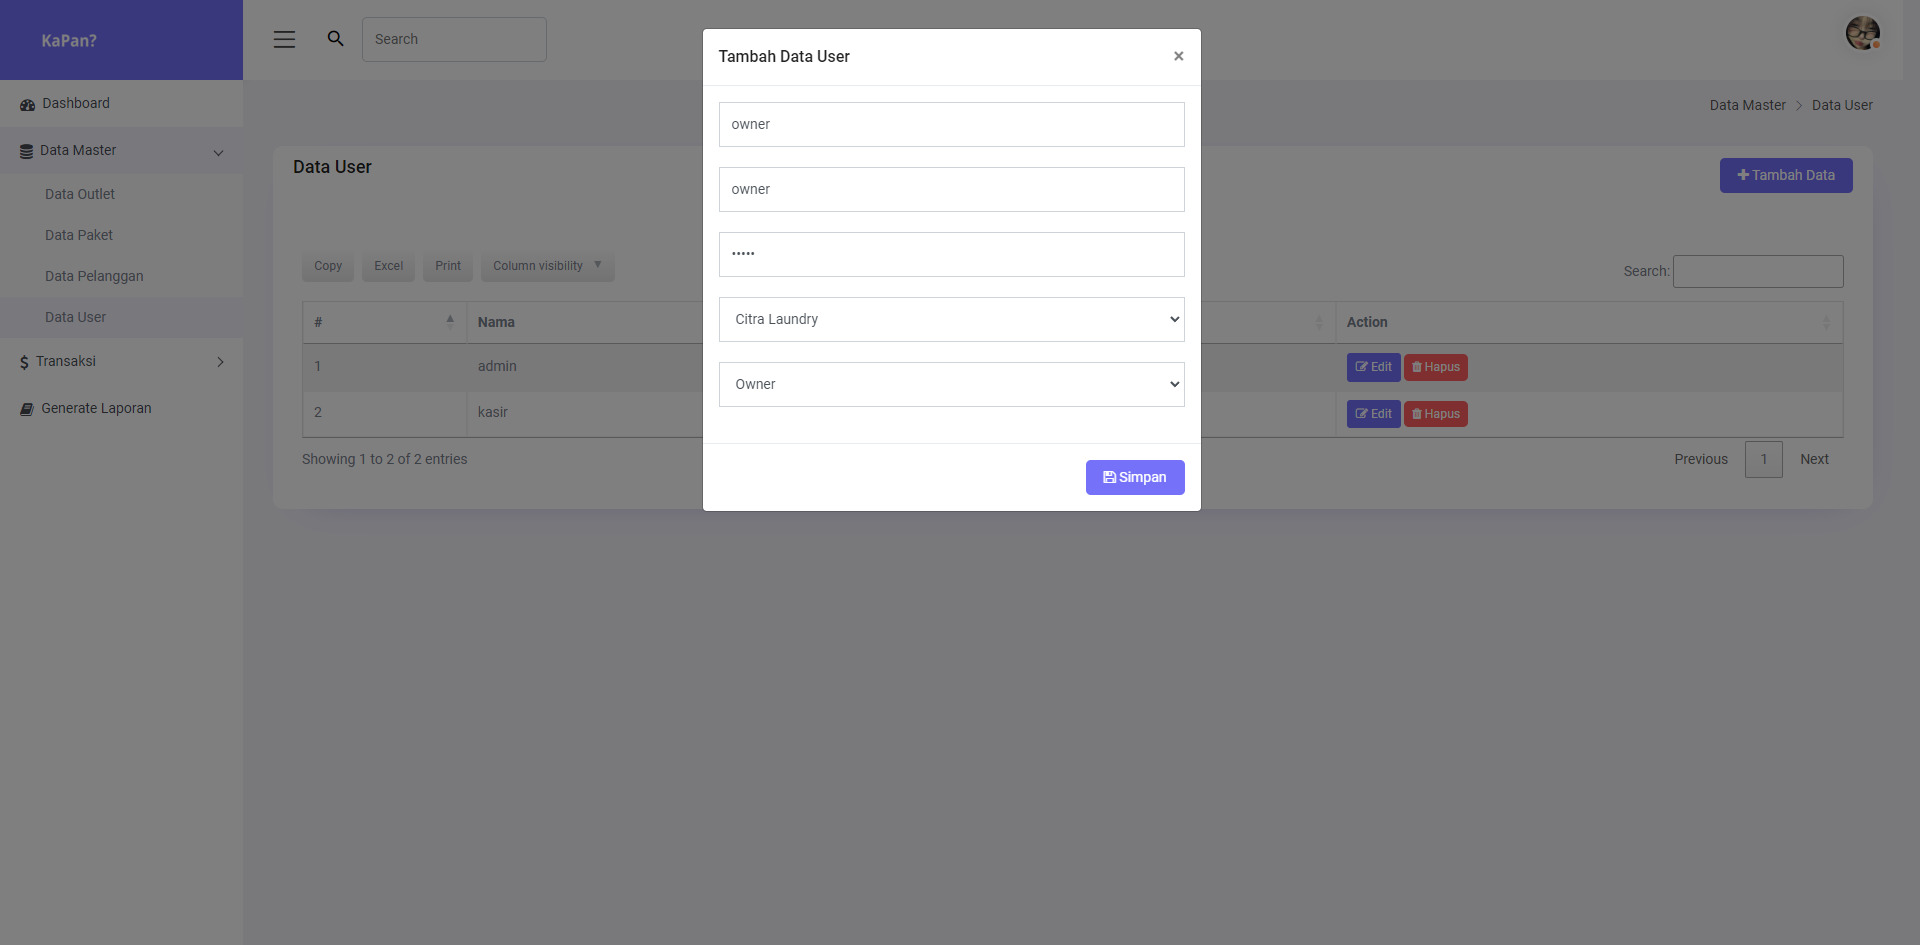 KaPan?
Search
Dashboard
Data Master
Data Outlet
Data Paket
Data Pelanggan
Data User
Transaksi
Generate Laporan
Data Master > Data User
Data User
Tambah Data
Copy Excel Print Column visibility
Search:
# Nama Action
1 admin Edit Hapus
2 kasir Edit Hapus
Showing 1 to 2 of 2 entries
Previous 1 Next
Tambah Data User ×
owner
owner
•••••
Citra Laundry
Owner
Simpan